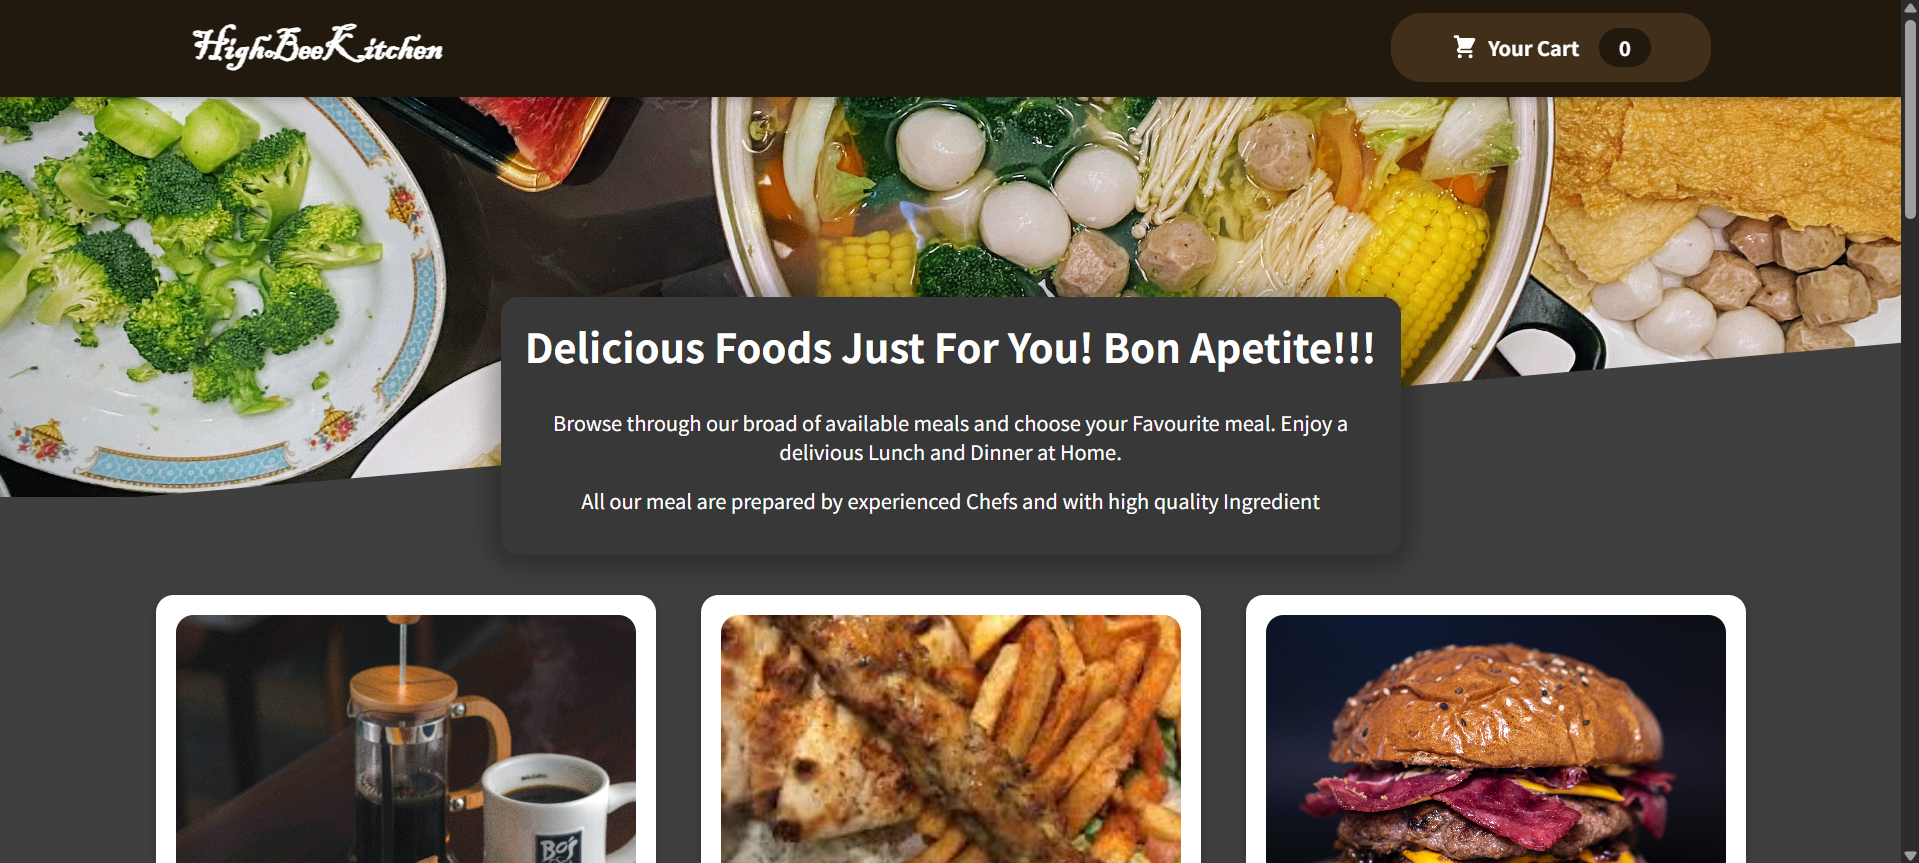 HighBeeKitchen
Your Cart 0
Delicious Foods Just For You! Bon Apetite!!!
Browse through our broad of available meals and choose your Favourite meal. Enjoy a
delivious Lunch and Dinner at Home.
All our meal are prepared by experienced Chefs and with high quality Ingredient
Bo's